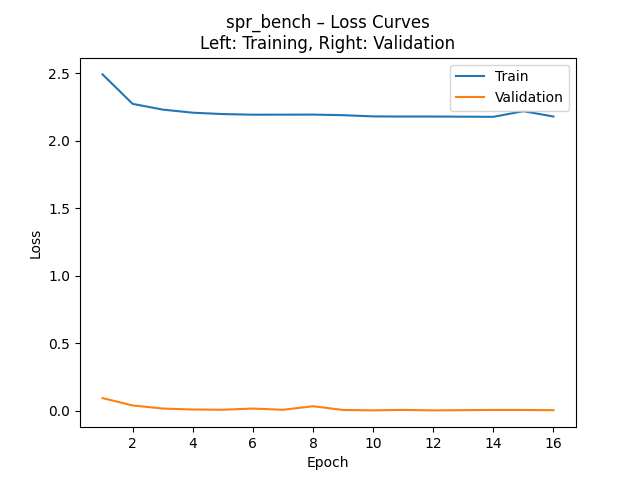 spr_bench – Loss Curves
Left: Training, Right: Validation
Train
Validation
Loss
2.5
2.0
1.5
1.0
0.5
0.0
2 4 6 8 10 12 14 16
Epoch